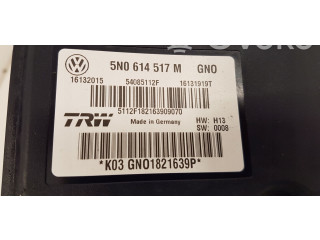 5N0 614 517 M GNO
16132015 54085112F 16131919T
5112F182163909070
TRW Made in Germany HW: H13
SW: 0008
*K03 GNO1821639P*